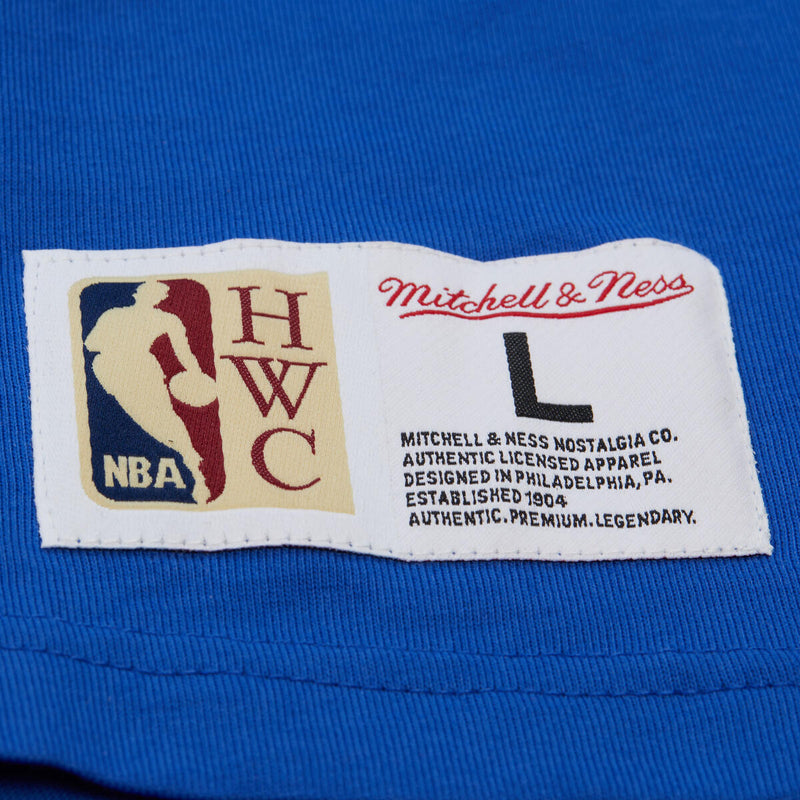 NBA
H
W
C
Mitchell & Ness
L
MITCHELL & NESS NOSTALGIA CO.
AUTHENTIC LICENSED APPAREL
DESIGNED IN PHILADELPHIA, PA.
ESTABLISHED 1904
AUTHENTIC. PREMIUM. LEGENDARY.